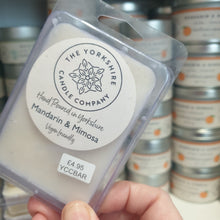 THE YORKSHIRE
CANDLE COMPANY
Hand Poured in Yorkshire
Mandarin & Mimosa
Vegan friendly
£4.95
YCCBAR